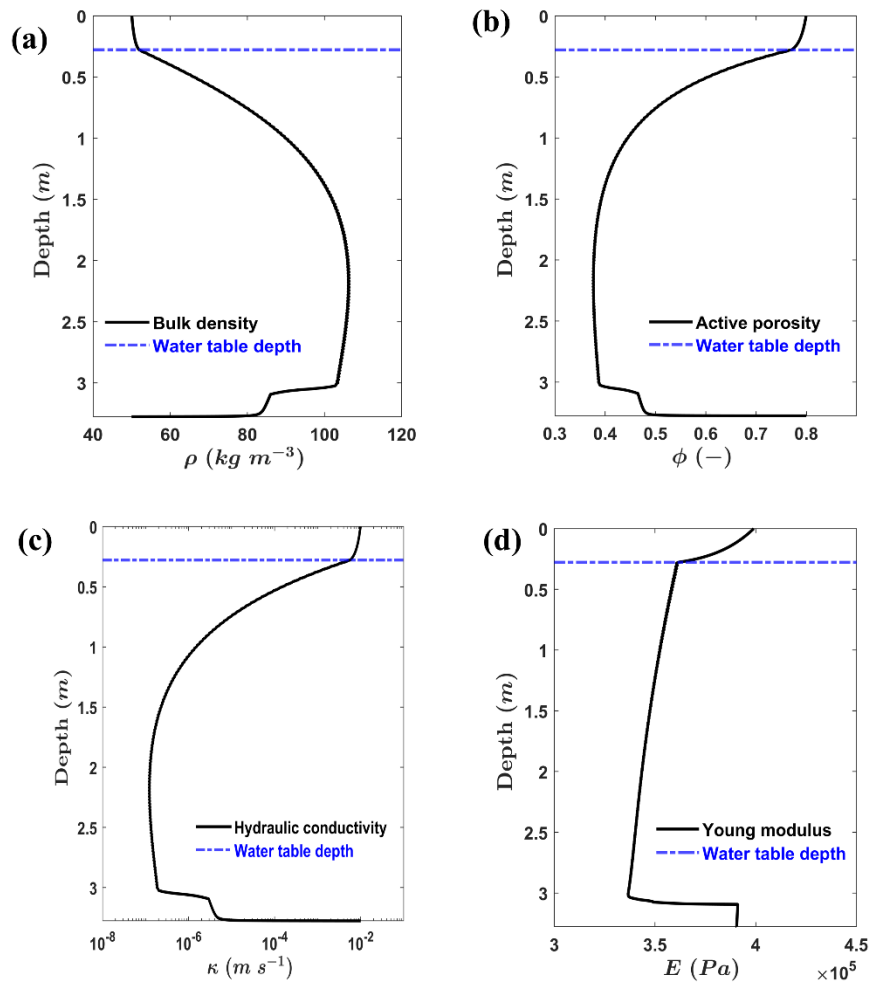 (a)
0
0.5
1
1.5
2
2.5
3
Depth (m)
Bulk density
Water table depth
40 60 80 100 120
ρ (kg m⁻³)
(b)
0
0.5
1
1.5
2
2.5
3
Depth (m)
Active porosity
Water table depth
0.3 0.4 0.5 0.6 0.7 0.8
ϕ (−)
(c)
0
0.5
1
1.5
2
2.5
3
Depth (m)
Hydraulic conductivity
Water table depth
10⁻⁸ 10⁻⁶ 10⁻⁴ 10⁻²
κ (m s⁻¹)
(d)
0
0.5
1
1.5
2
2.5
3
Depth (m)
Young modulus
Water table depth
3 3.5 4 4.5
E (Pa) ×10⁵